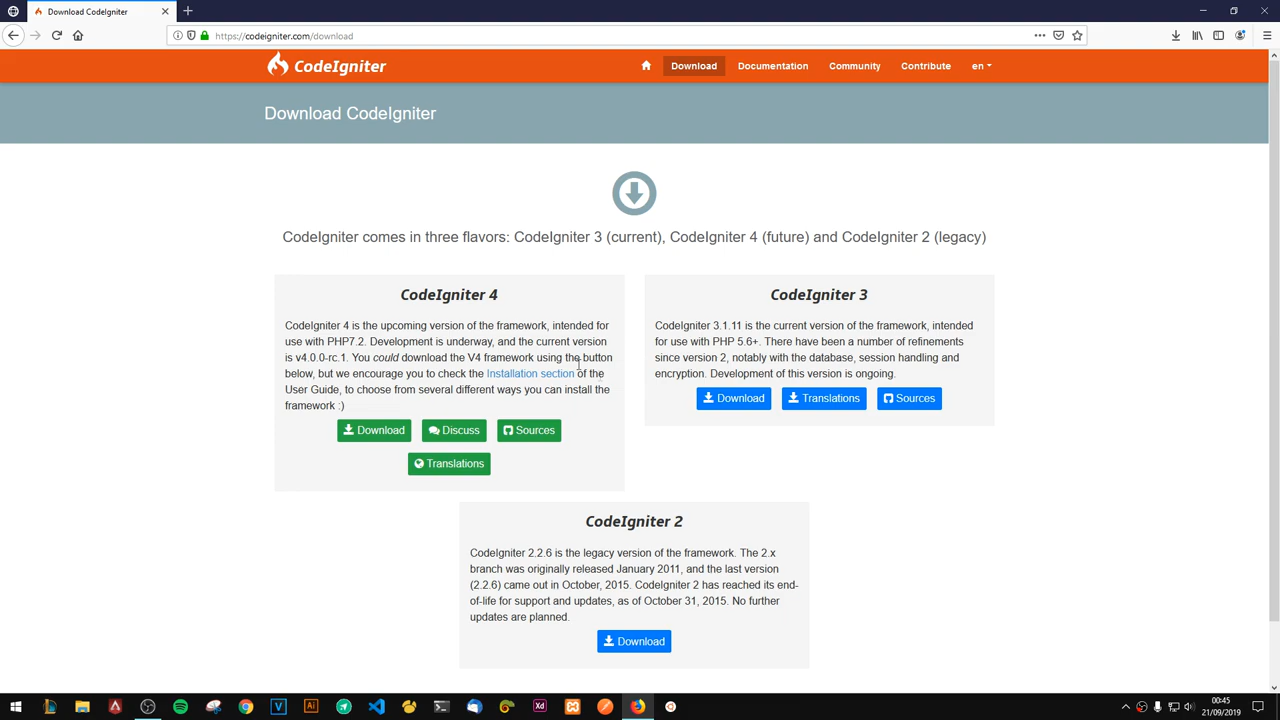 Download CodeIgniter
https://codeigniter.com/download
CodeIgniter
Download
Documentation
Community
Contribute
en
Download CodeIgniter
CodeIgniter comes in three flavors: CodeIgniter 3 (current), CodeIgniter 4 (future) and CodeIgniter 2 (legacy)
CodeIgniter 4
CodeIgniter 4 is the upcoming version of the framework, intended for
use with PHP7.2. Development is underway, and the current version
is v4.0.0-rc.1. You could download the V4 framework using the button
below, but we encourage you to check the Installation section of the
User Guide, to choose from several different ways you can install the
framework :)
Download
Discuss
Sources
Translations
CodeIgniter 3
CodeIgniter 3.1.11 is the current version of the framework, intended
for use with PHP 5.6+. There have been a number of refinements
since version 2, notably with the database, session handling and
encryption. Development of this version is ongoing.
Download
Translations
Sources
CodeIgniter 2
CodeIgniter 2.2.6 is the legacy version of the framework. The 2.x
branch was originally released January 2011, and the last version
(2.2.6) came out in October, 2015. CodeIgniter 2 has reached its end-
of-life for support and updates, as of October 31, 2015. No further
updates are planned.
Download
V
Ai
Xd
00:45
21/09/2019